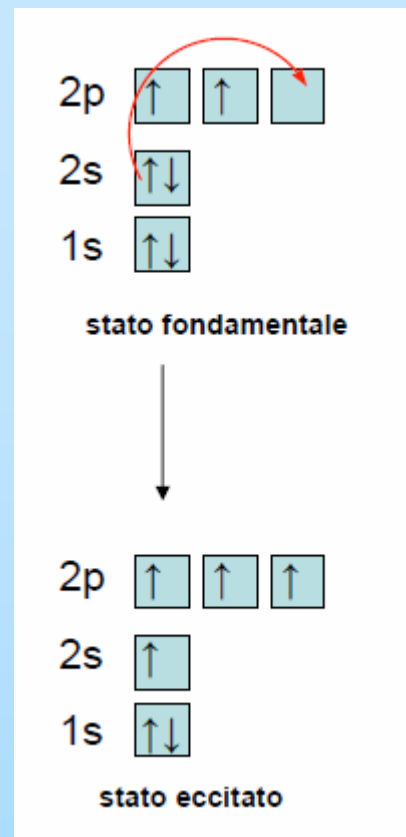 2p ↑ ↑
2s ↑↓
1s ↑↓
stato fondamentale
2p ↑ ↑ ↑
2s ↑
1s ↑↓
stato eccitato